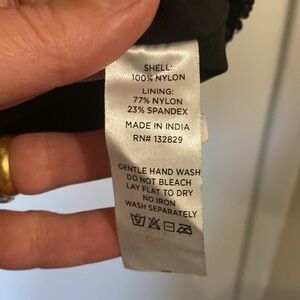 SHELL:
100% NYLON
LINING:
77% NYLON
23% SPANDEX
MADE IN INDIA
RN# 132829
GENTLE HAND WASH
DO NOT BLEACH
LAY FLAT TO DRY
NO IRON
WASH SEPARATELY